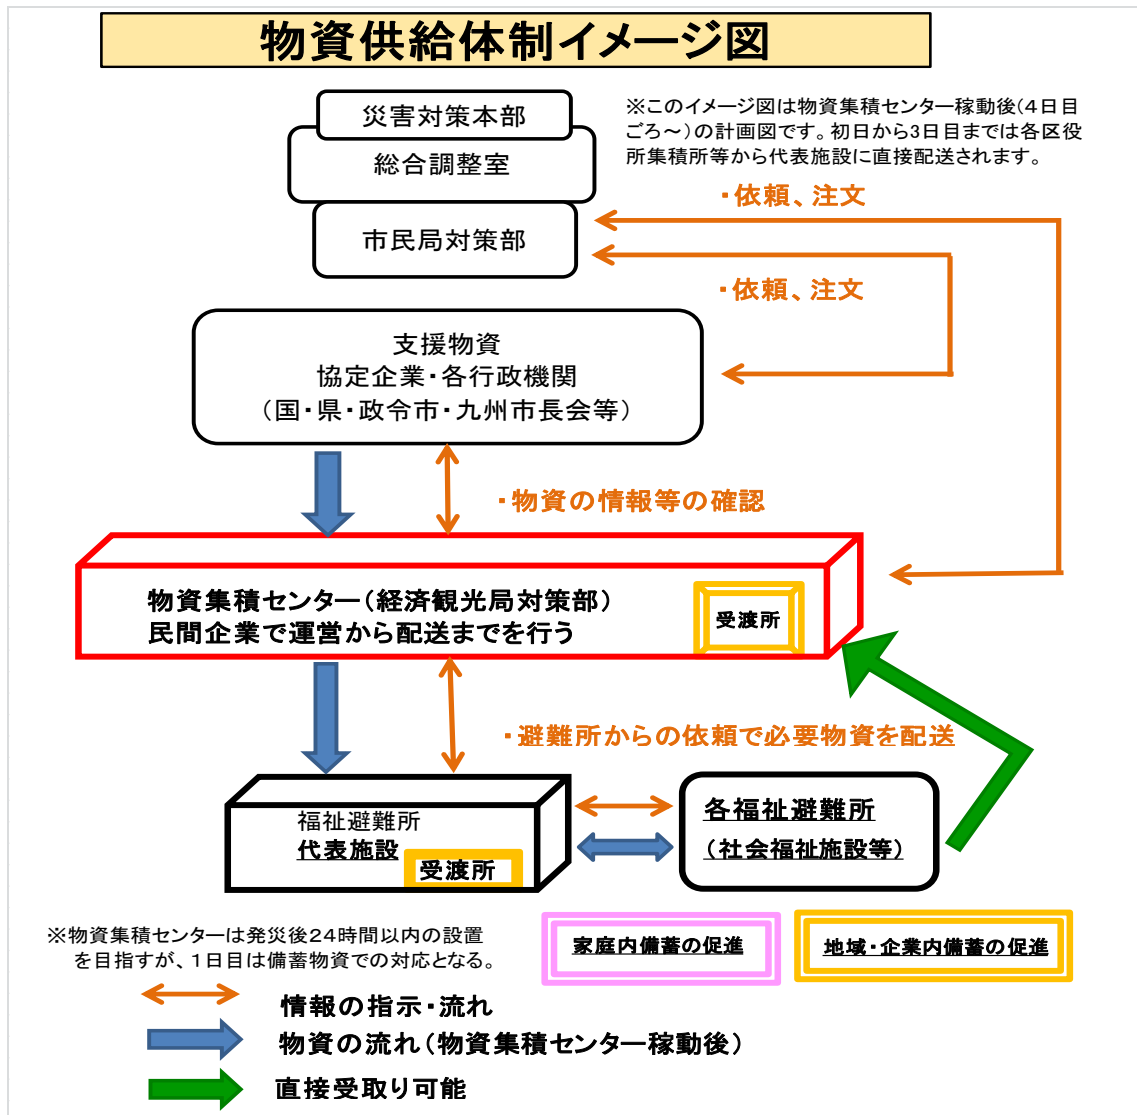 物資供給体制イメージ図
災害対策本部
総合調整室
市民局対策部
※このイメージ図は物資集積センター稼動後(４日目
ごろ～)の計画図です。初日から3日目までは各区役
所集積所等から代表施設に直接配送されます。
・依頼、注文
・依頼、注文
支援物資
協定企業・各行政機関
（国・県・政令市・九州市長会等）
・物資の情報等の確認
物資集積センター（経済観光局対策部）
民間企業で運営から配送までを行う
受渡所
・避難所からの依頼で必要物資を配送
福祉避難所
代表施設
受渡所
各福祉避難所
（社会福祉施設等）
※物資集積センターは発災後２４時間以内の設置
を目指すが、１日目は備蓄物資での対応となる。
家庭内備蓄の促進
地域・企業内備蓄の促進
情報の指示・流れ
物資の流れ（物資集積センター稼動後）
直接受取り可能